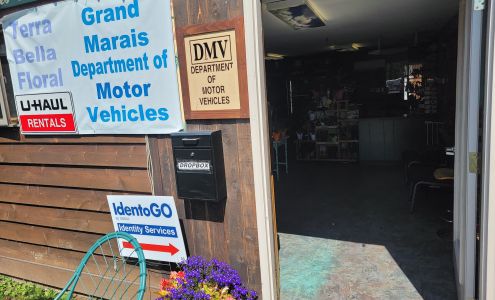 Terra
Bella
Floral
U-HAUL
RENTALS
Grand
Marais
Department of
Motor
Vehicles
DMV
DEPARTMENT
OF
MOTOR
VEHICLES
DROPBOX
IdentoGO
Identity Services